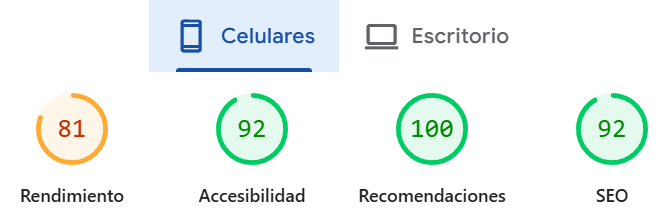 Celulares Escritorio
81 92 100 92
Rendimiento Accesibilidad Recomendaciones SEO